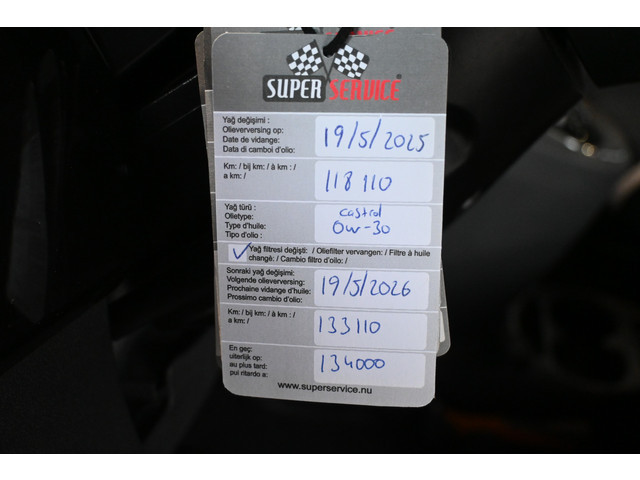 SUPER SERVICE®
Yağ değişimi :
Olieverversing op:
Date de vidange:
Data di camboi d'olio:
19/5/2025
Km: / bij km: / à km : /
a km: /
118 110
Yağ türü :
Olietype:
Type d'huile:
Tipo d'olio :
castrol
0w-30
✓ Yağ filtresi değişti: / Oliefilter vervangen: / Filtre à huile
changè: / Cambio filtro d'olio: /
Sonraki yağ değişimi:
Volgende olieverversing:
Prochaine vidange d'huile:
Prossimo cambio d'olio:
19/5/2026
Km: / bij km: / à km : /
a km: /
133110
En geç:
uiterlijk op:
au plus tard:
pui ritardo a:
134000
www.superservice.nu